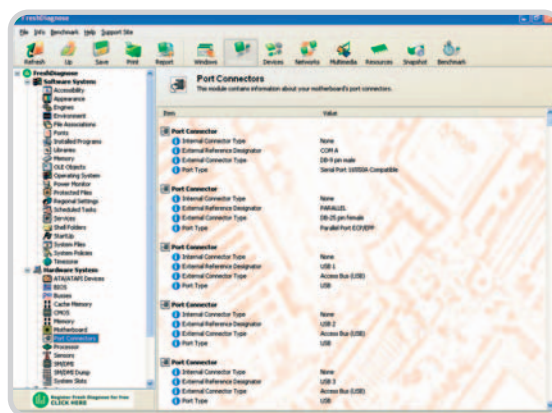 FreshDiagnose
File Info Benchmark Help Support Site
Refresh Up Save Print Report Windows Devices Networks Multimedia Resources Snapshot Benchmark
FreshDiagnose
Software System
Accessibility
Appearance
Engines
Environment
File Associations
Fonts
Installed Programs
Libraries
Memory
OLE Objects
Operating System
Power Monitor
Protected Files
Regional Settings
Scheduled Tasks
Services
Shell Folders
StartUp
System Files
System Policies
Timezone
Hardware System
ATA/ATAPI Devices
BIOS
Busses
Cache Memory
CMOS
Memory
Motherboard
Port Connectors
Processor
Sensors
SM/DMI
SM/DMI Dump
System Slots
Register Fresh Diagnose for free
CLICK HERE
Port Connectors
This module contains information about your motherboard's port connectors.
Item Value
Port Connector
Internal Connector Type None
External Reference Designator COM A
External Connector Type DB-9 pin male
Port Type Serial Port 16550A Compatible
Port Connector
Internal Connector Type None
External Reference Designator PARALLEL
External Connector Type DB-25 pin female
Port Type Parallel Port ECP/EPP
Port Connector
Internal Connector Type None
External Reference Designator USB 1
External Connector Type Access Bus (USB)
Port Type USB
Port Connector
Internal Connector Type None
External Reference Designator USB 2
External Connector Type Access Bus (USB)
Port Type USB
Port Connector
Internal Connector Type None
External Reference Designator USB 3
External Connector Type Access Bus (USB)
Port Type USB